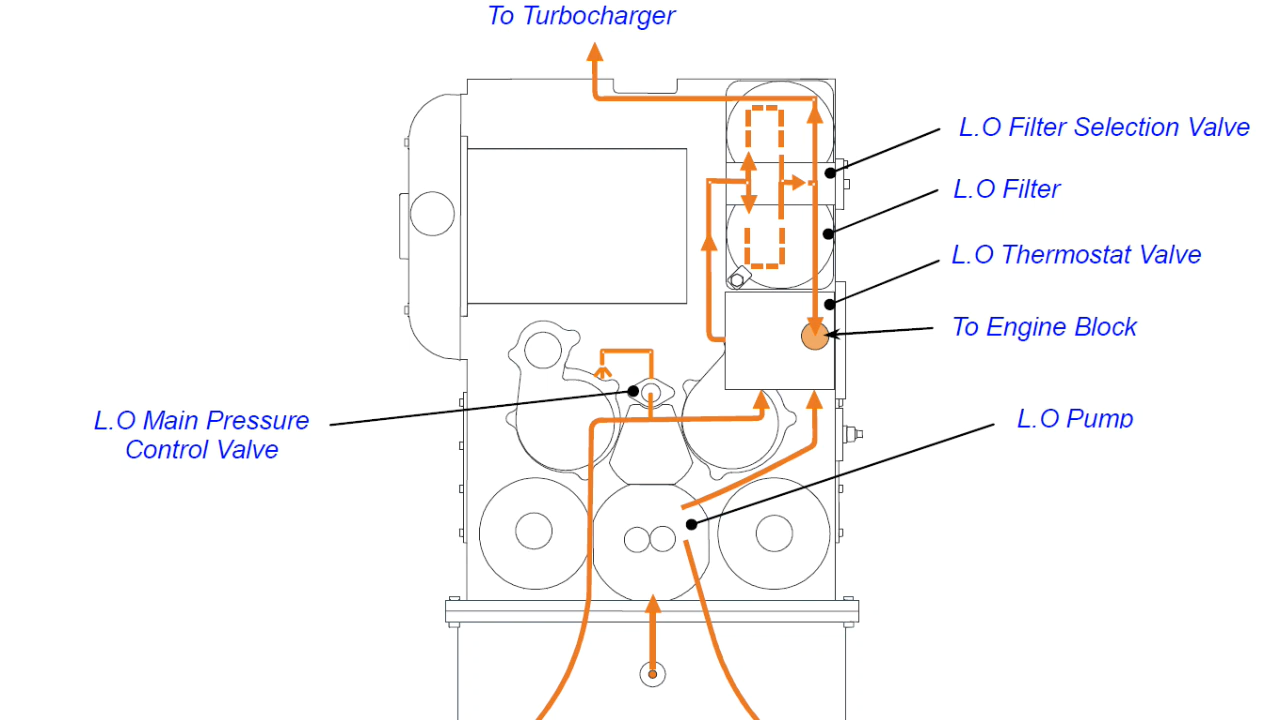 To Turbocharger
L.O Filter Selection Valve
L.O Filter
L.O Thermostat Valve
To Engine Block
L.O Main Pressure
Control Valve
L.O Pump